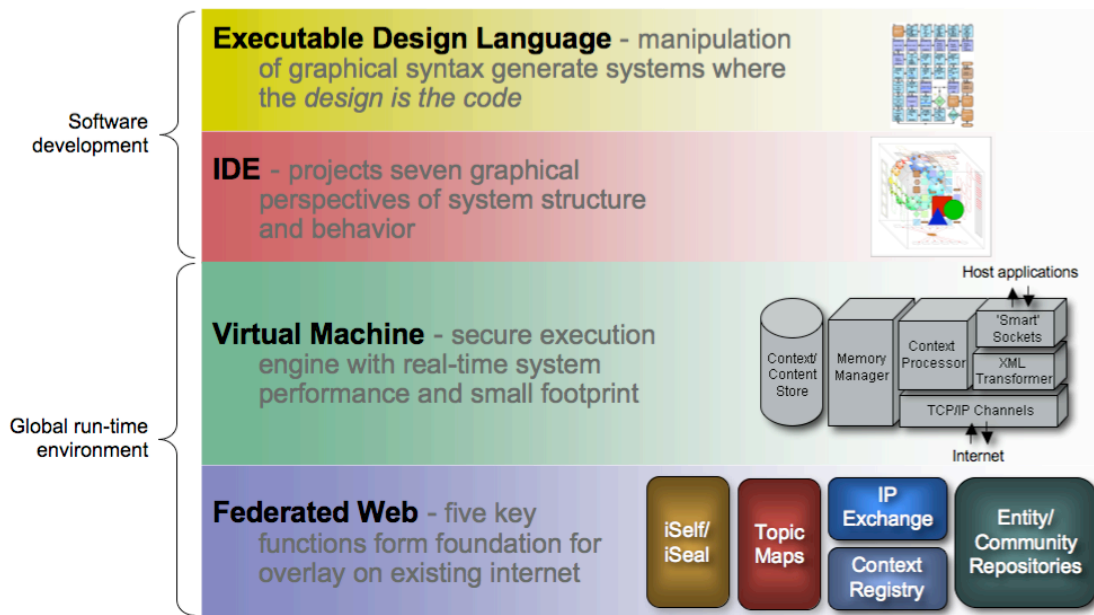 Executable Design Language - manipulation
of graphical syntax generate systems where
the design is the code
Software
development
IDE - projects seven graphical
perspectives of system structure
and behavior
Host applications
Virtual Machine - secure execution
engine with real-time system
performance and small footprint
Context/
Content
Store
Memory
Manager
Context
Processor
'Smart'
Sockets
XML
Transformer
TCP/IP Channels
Internet
Global run-time
environment
Federated Web - five key
functions form foundation for
overlay on existing internet
iSelf/
iSeal
Topic
Maps
IP
Exchange
Context
Registry
Entity/
Community
Repositories